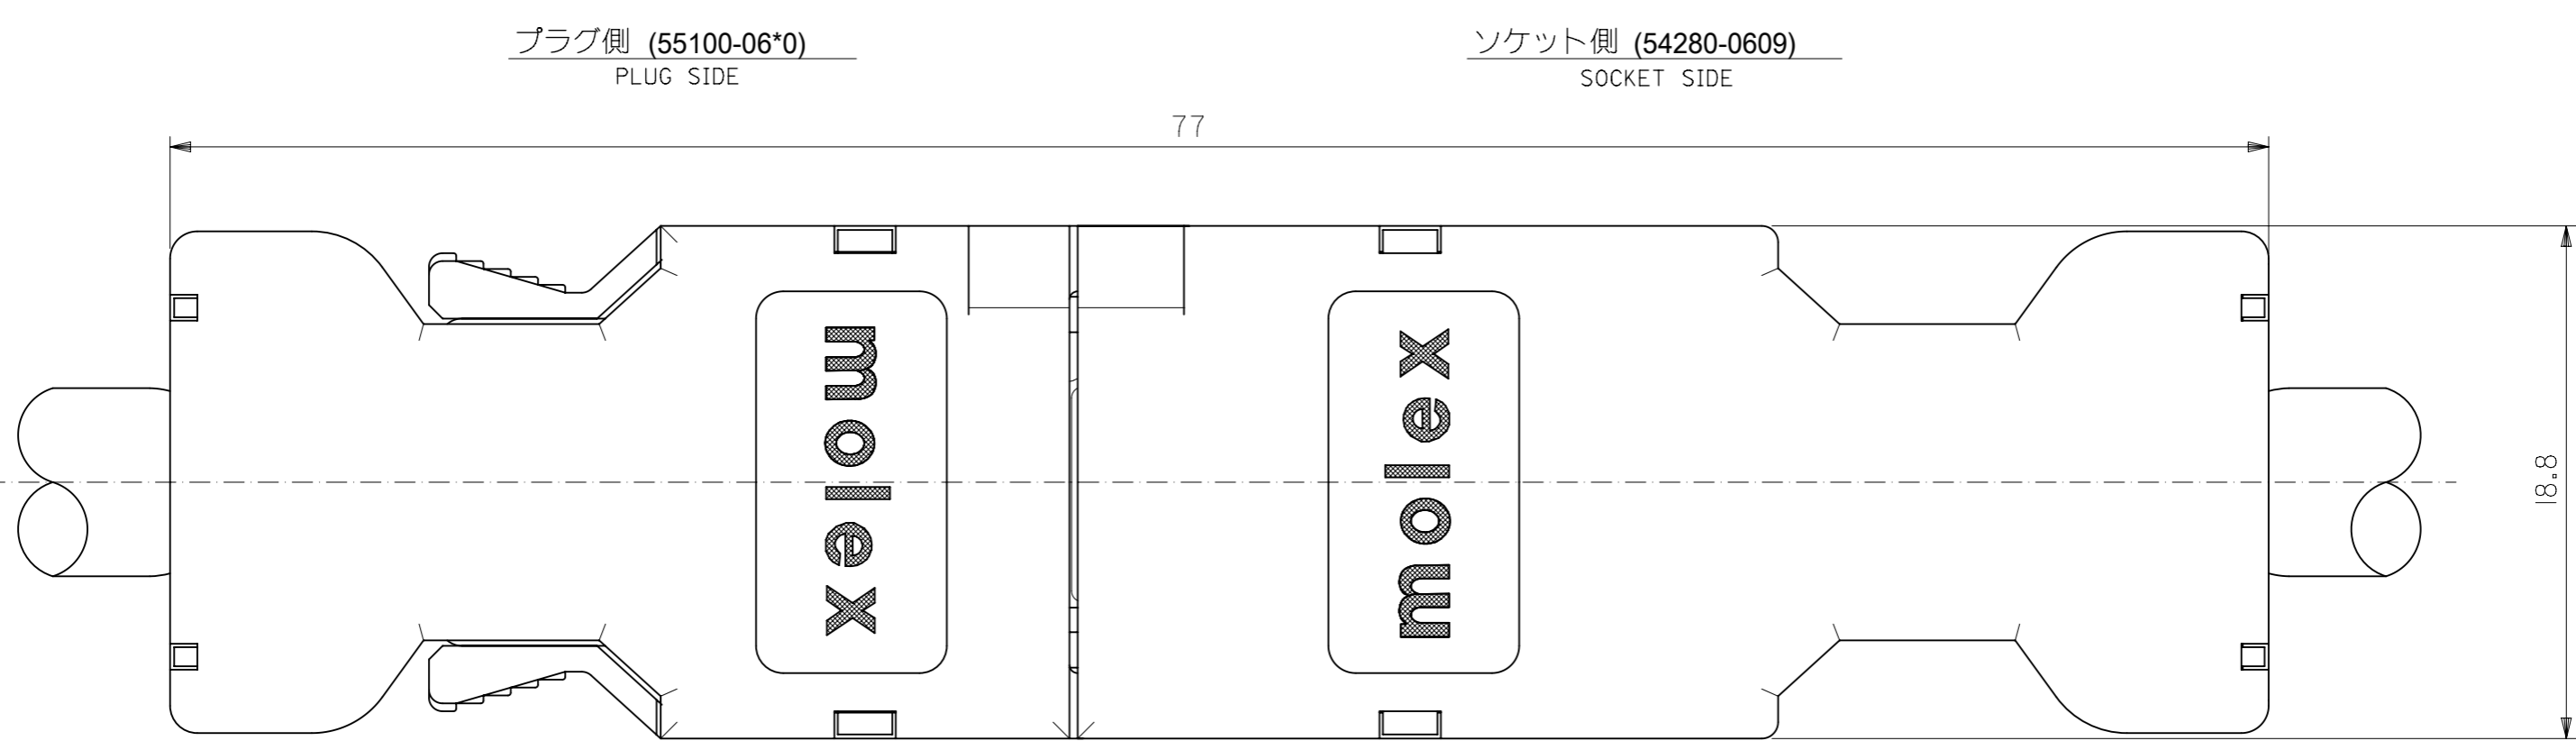 プラグ側 (55100-06*0)
PLUG SIDE
ソケット側 (54280-0609)
SOCKET SIDE
77
molex
molex
18.8